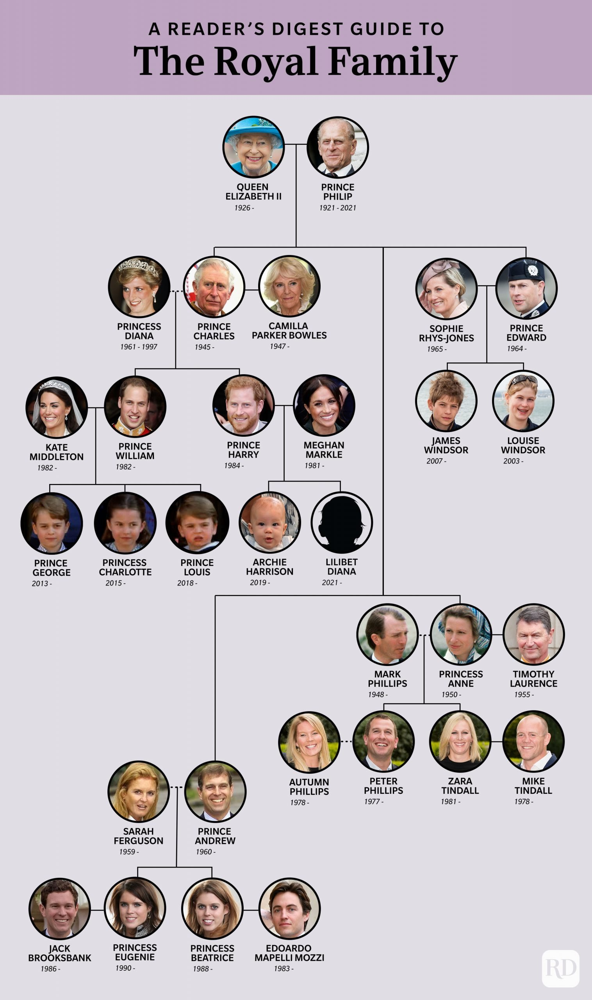 A READER'S DIGEST GUIDE TO
The Royal Family
QUEEN
ELIZABETH II
1926 -
PRINCE
PHILIP
1921 - 2021
PRINCESS
DIANA
1961 - 1997
PRINCE
CHARLES
1945 -
CAMILLA
PARKER BOWLES
1947 -
SOPHIE
RHYS-JONES
1965 -
PRINCE
EDWARD
1964 -
KATE
MIDDLETON
1982 -
PRINCE
WILLIAM
1982 -
PRINCE
HARRY
1984 -
MEGHAN
MARKLE
1981 -
JAMES
WINDSOR
2007 -
LOUISE
WINDSOR
2003 -
PRINCE
GEORGE
2013 -
PRINCESS
CHARLOTTE
2015 -
PRINCE
LOUIS
2018 -
ARCHIE
HARRISON
2019 -
LILIBET
DIANA
2021 -
MARK
PHILLIPS
1948 -
PRINCESS
ANNE
1950 -
TIMOTHY
LAURENCE
1955 -
AUTUMN
PHILLIPS
1978 -
PETER
PHILLIPS
1977 -
ZARA
TINDALL
1981 -
MIKE
TINDALL
1978 -
SARAH
FERGUSON
1959 -
PRINCE
ANDREW
1960 -
JACK
BROOKSBANK
1986 -
PRINCESS
EUGENIE
1990 -
PRINCESS
BEATRICE
1988 -
EDOARDO
MAPELLI MOZZI
1983 -
RD